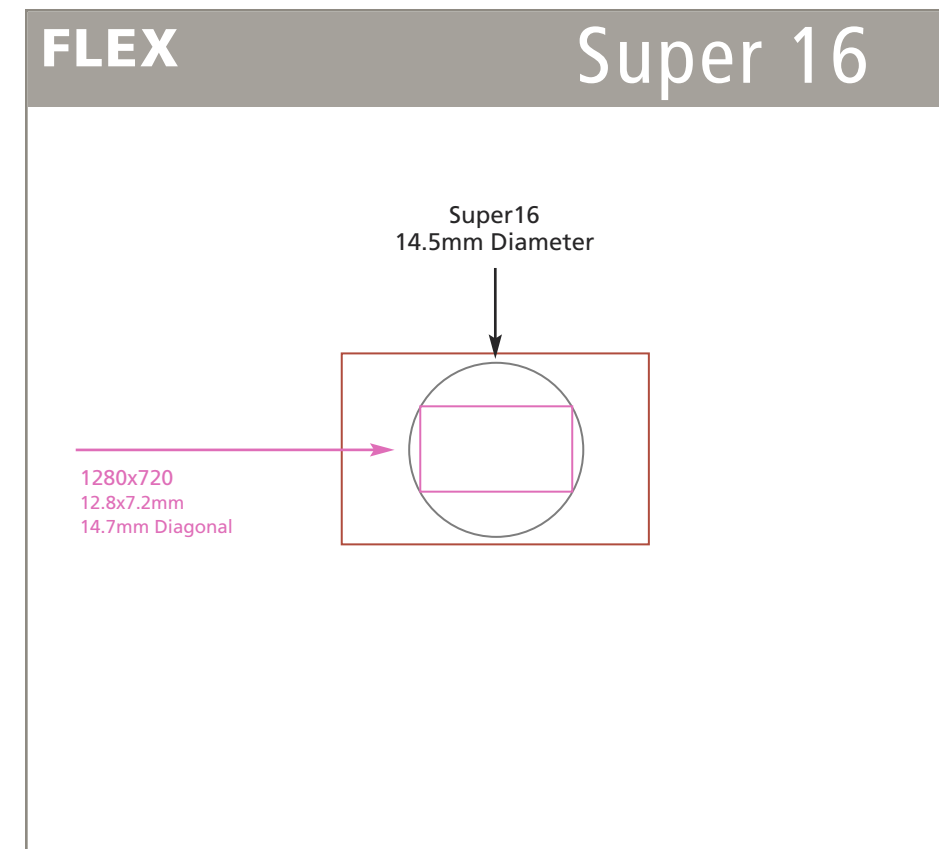 FLEX
Super 16
Super16
14.5mm Diameter
1280x720
12.8x7.2mm
14.7mm Diagonal